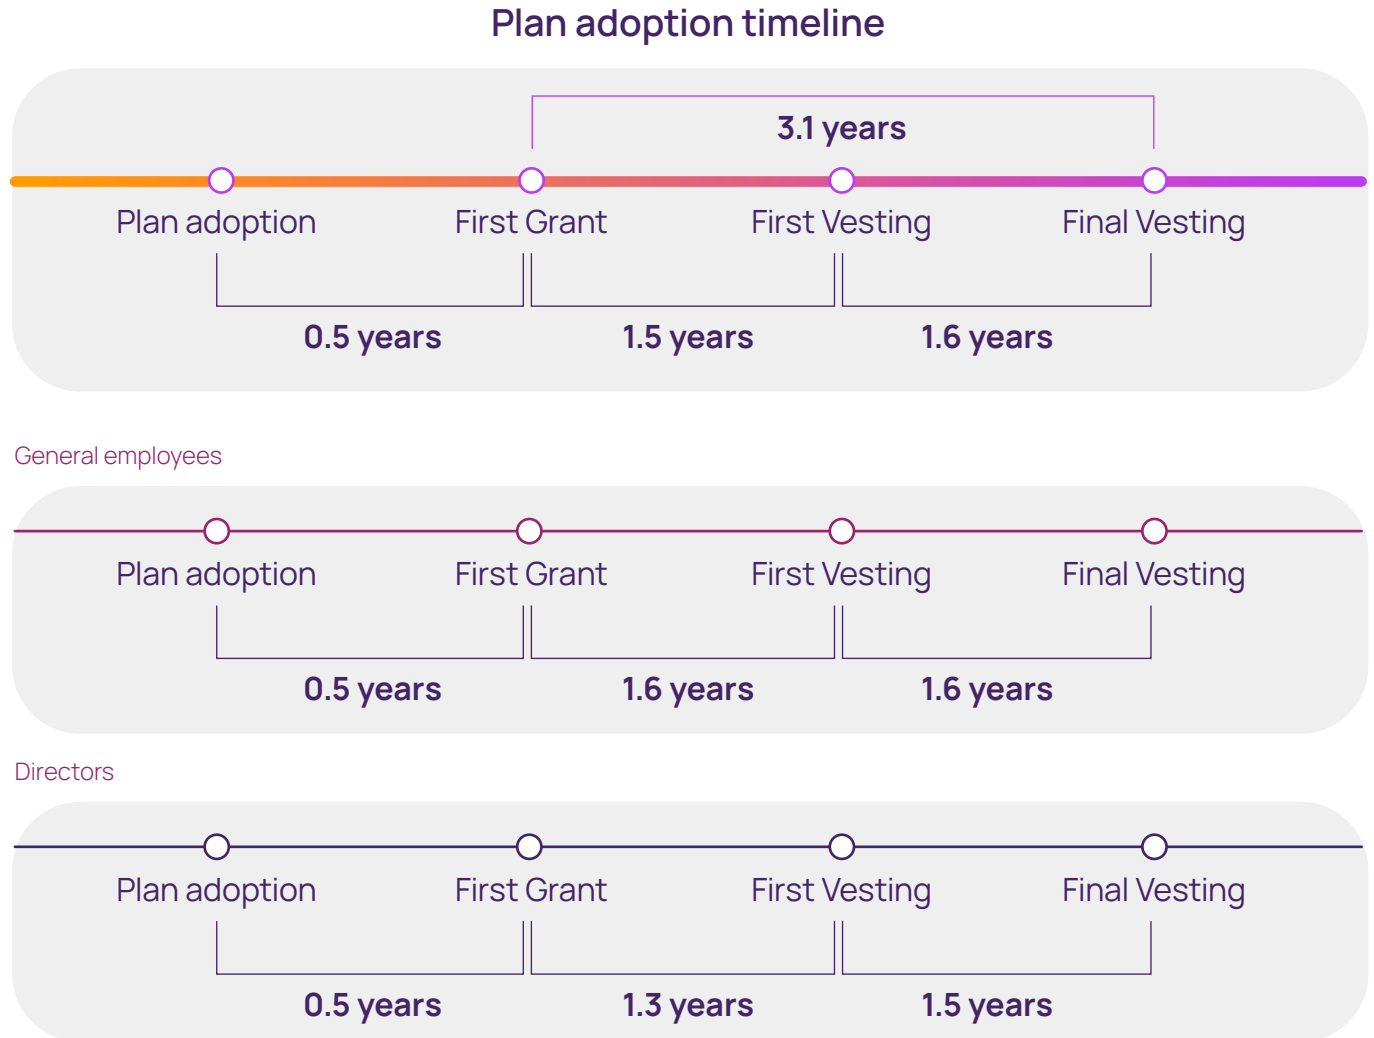 Plan adoption timeline
3.1 years
Plan adoption First Grant First Vesting Final Vesting
0.5 years 1.5 years 1.6 years
General employees
Plan adoption First Grant First Vesting Final Vesting
0.5 years 1.6 years 1.6 years
Directors
Plan adoption First Grant First Vesting Final Vesting
0.5 years 1.3 years 1.5 years